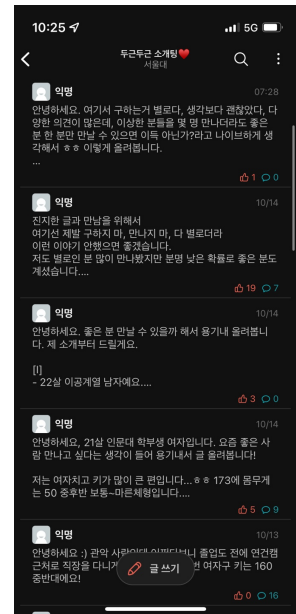 10:25
5G
두근두근 소개팅❤️
서울대
익명
07:28
안녕하세요. 여기서 구하는거 별로다, 생각보다 괜찮았다, 다
양한 의견이 많은데, 이상한 분들을 몇 명 만나더라도 좋은
분 한 분만 만날 수 있으면 이득 아닌가?라고 나이브하게 생
각해서 ㅎㅎ 이렇게 올려봅니다.
...
1 0
익명
10/14
진지한 글과 만남을 위해서
여기선 제발 구하지 마, 만나지 마, 다 별로더라
이런 이야기 안했으면 좋겠습니다.
저도 별로인 분 많이 만나봤지만 분명 낮은 확률로 좋은 분도
계셨습니다....
19 7
익명
10/14
안녕하세요. 좋은 분 만날 수 있을까 해서 용기내 올려봅니
다. 제 소개부터 드릴게요.
[I]
- 22살 이공계열 남자예요....
3 0
익명
10/14
안녕하세요, 21살 인문대 학부생 여자입니다. 요즘 좋은 사
람 만나고 싶다는 생각이 들어 용기내서 글 올려봅니다!
저는 여자치고 키가 많이 큰 편입니다...ㅎㅎ 173에 몸무게
는 50 중후반 보통~마른체형입니다....
5 9
익명
10/13
안녕하세요 :) 관악 졸업도 전에 연건캠
근처로 직장을 다니게 여자구 키는 160
중반대에요!
글 쓰기
0 16